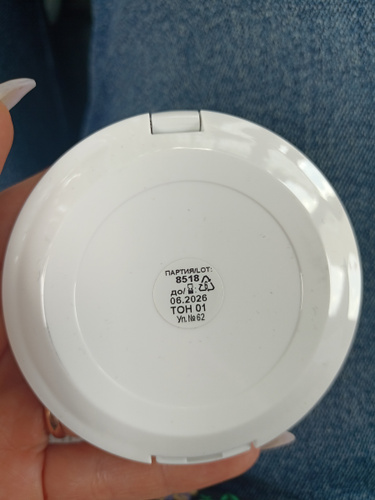 ПАРТИЯ/LOT:
8518
до/
06.2026
ТОН 01
Уп. № 62